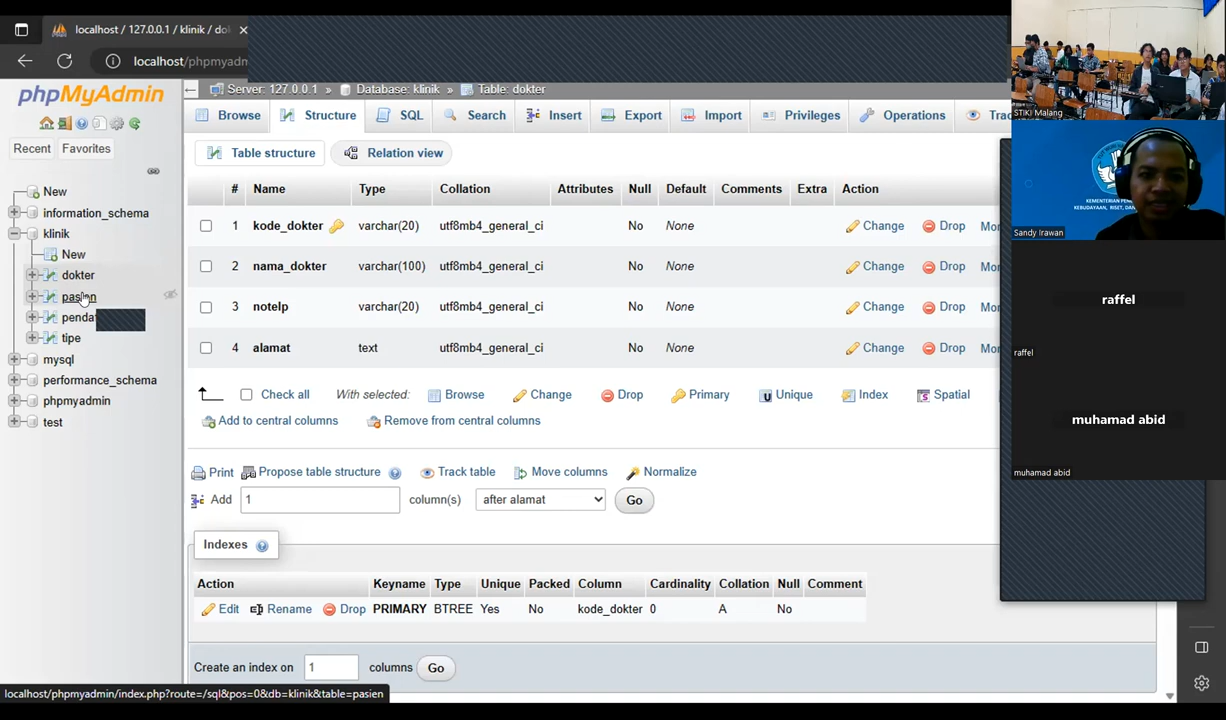 localhost / 127.0.0.1 / klinik / dok
localhost/phpmyadm
phpMyAdmin
Recent
Favorites
New
information_schema
klinik
New
dokter
pasien
penda
tipe
mysql
performance_schema
phpmyadmin
test
Server: 127.0.0.1 » Database: klinik » Table: dokter
Browse Structure SQL Search Insert Export Import Privileges Operations Trac
Table structure Relation view
# Name Type Collation Attributes Null Default Comments Extra Action
1 kode_dokter varchar(20) utf8mb4_general_ci No None Change Drop Mor
2 nama_dokter varchar(100) utf8mb4_general_ci No None Change Drop Mor
3 notelp varchar(20) utf8mb4_general_ci No None Change Drop Mor
4 alamat text utf8mb4_general_ci No None Change Drop Mor
Check all With selected: Browse Change Drop Primary Unique Index Spatial
Add to central columns Remove from central columns
Print Propose table structure Track table Move columns Normalize
Add 1 column(s) after alamat Go
Indexes
Action Keyname Type Unique Packed Column Cardinality Collation Null Comment
Edit Rename Drop PRIMARY BTREE Yes No kode_dokter 0 A No
Create an index on 1 columns Go
localhost/phpmyadmin/index.php?route=/sql&pos=0&db=klinik&table=pasien
STIKI Malang
Sandy Irawan
raffel
raffel
muhamad abid
muhamad abid